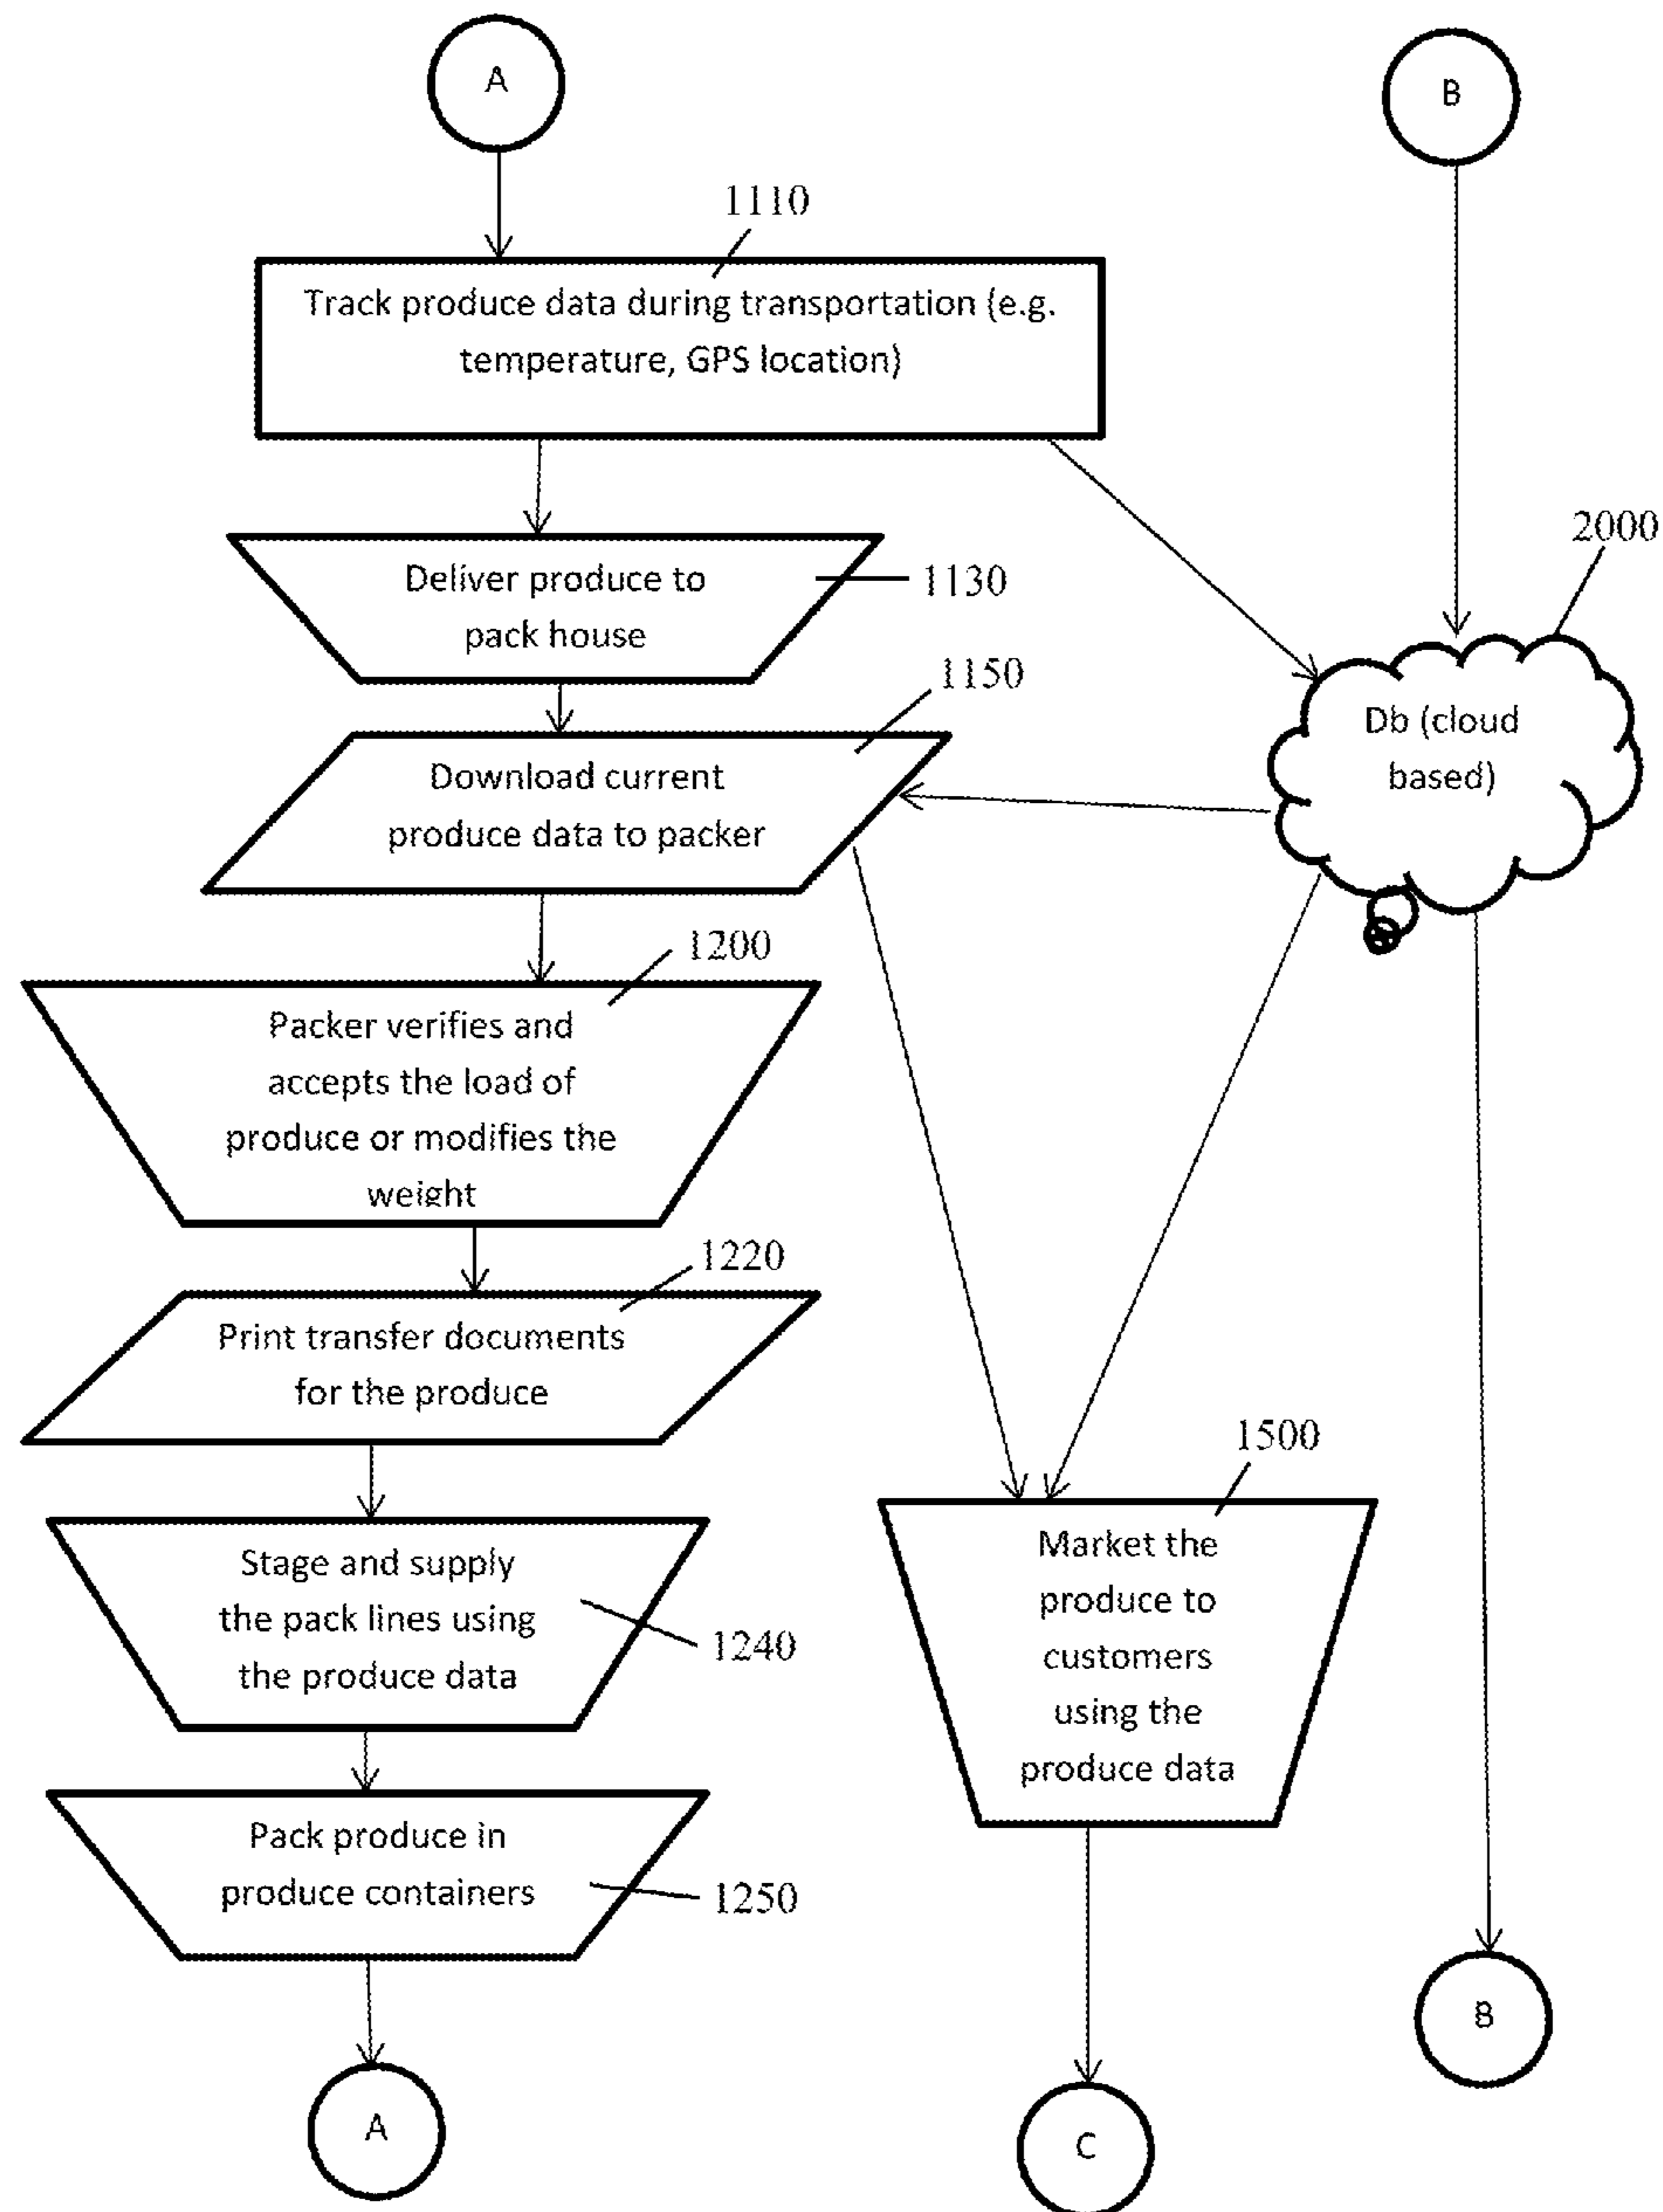 A
B
1110
Track produce data during transportation (e.g.
temperature, GPS location)
2000
Deliver produce to
pack house
1130
1150
Db (cloud
based)
Download current
produce data to packer
1200
Packer verifies and
accepts the load of
produce or modifies the
weight
1220
Print transfer documents
for the produce
1500
Stage and supply
the pack lines using
the produce data
1240
Market the
produce to
customers
using the
produce data
Pack produce in
produce containers
1250
B
A
C